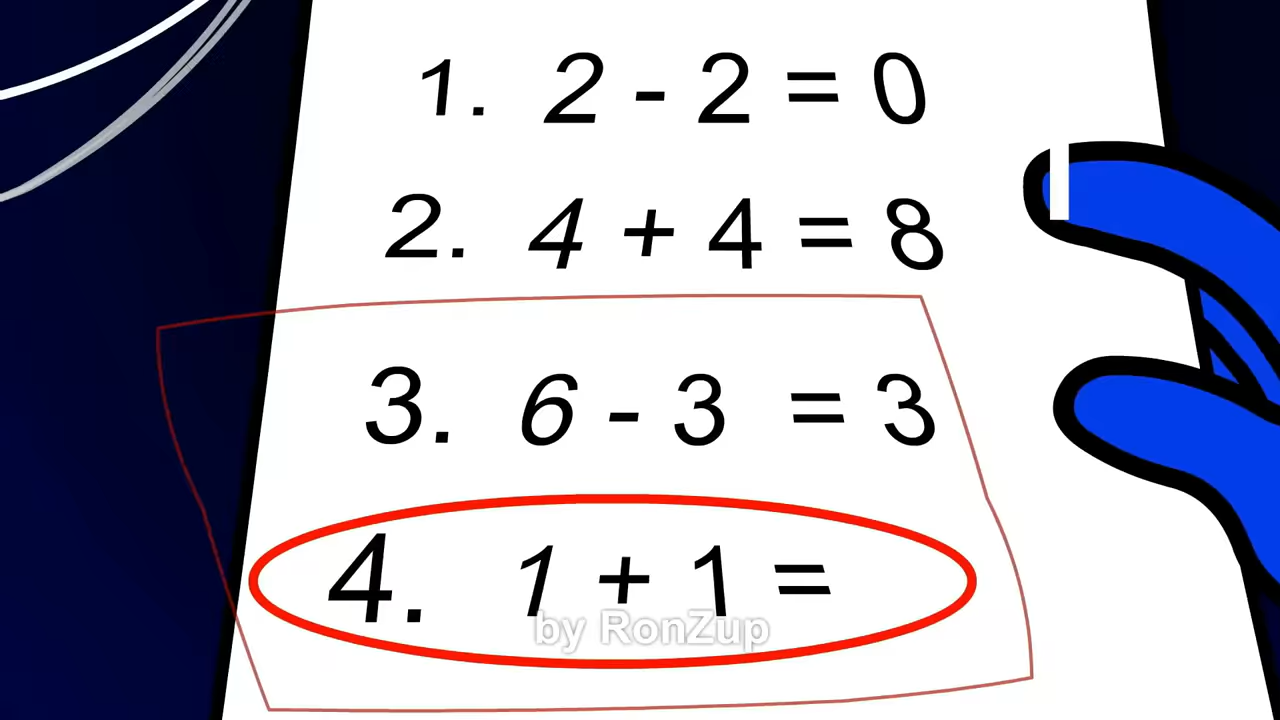 1. 2 - 2 = 0
2. 4 + 4 = 8
3. 6 - 3 = 3
4. 1 + 1 =
by RonZup